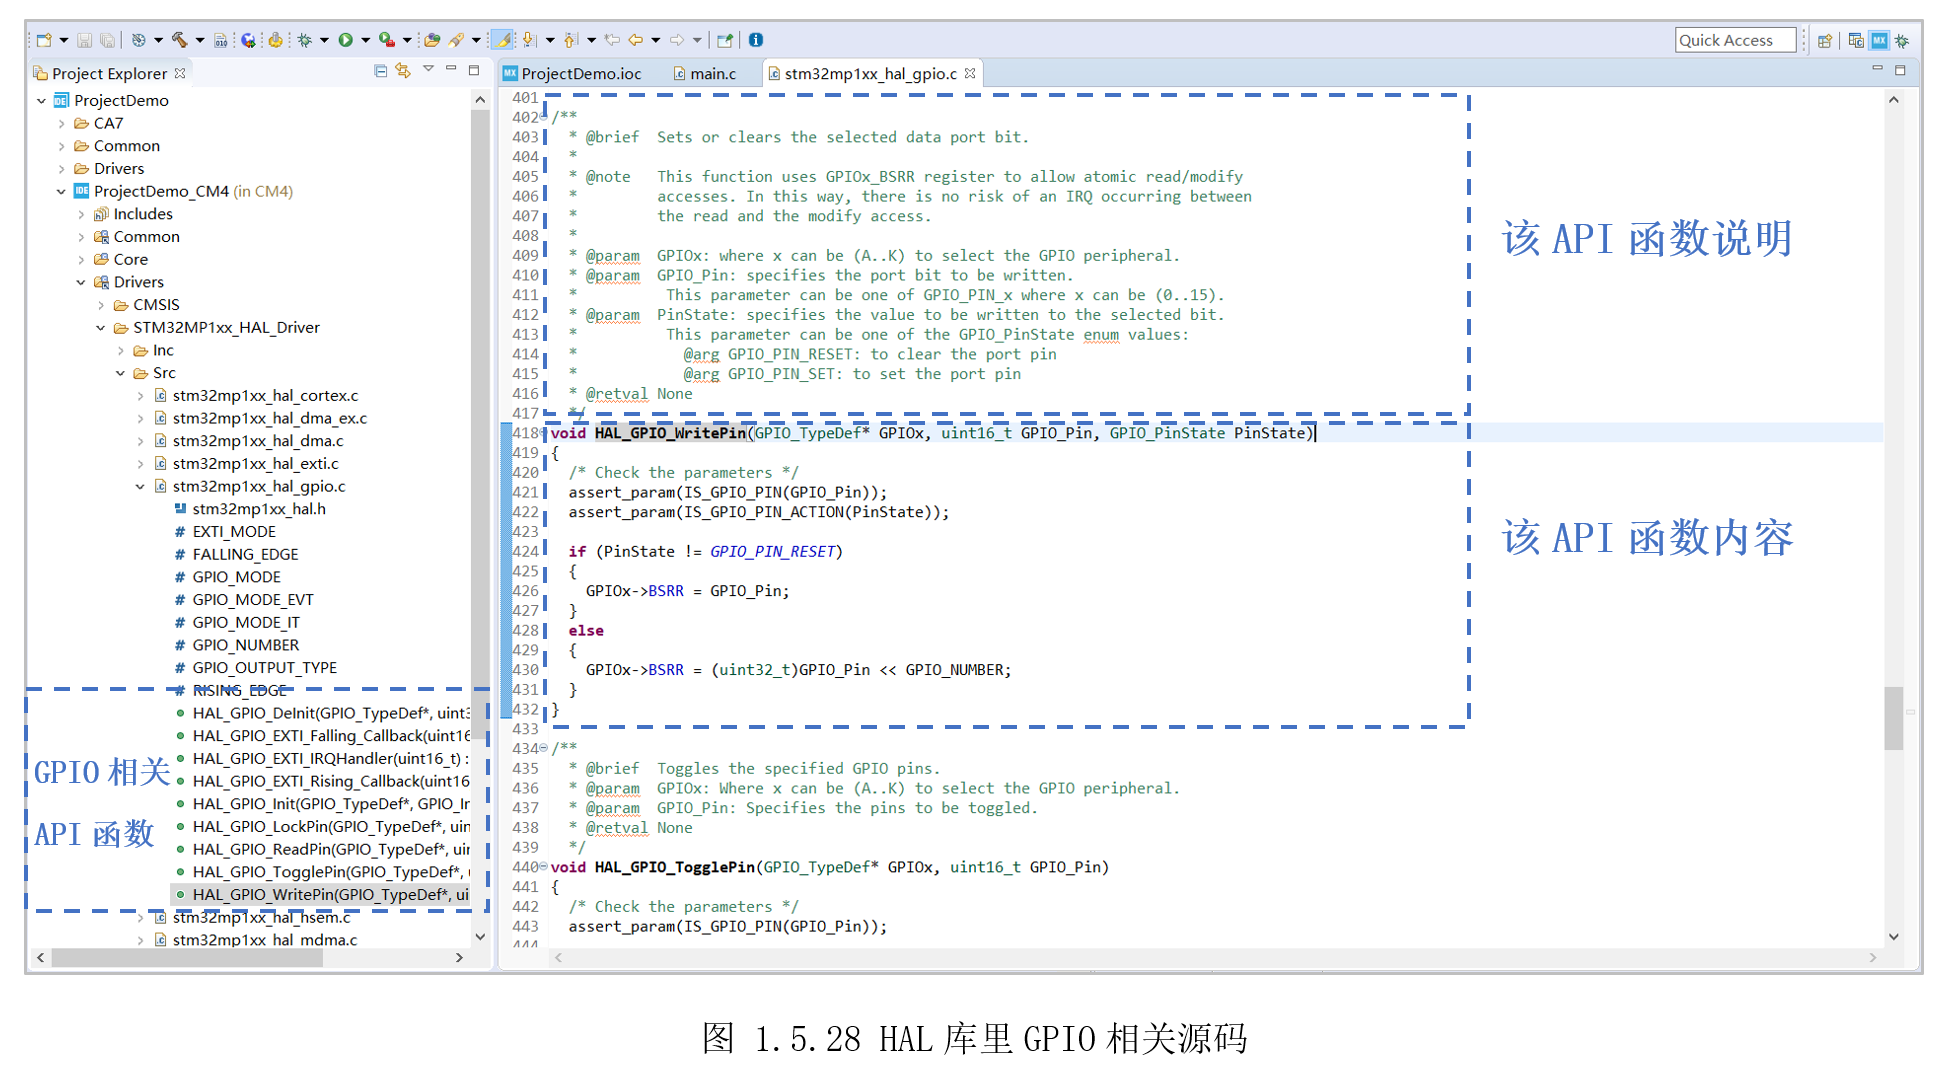 Quick Access
Project Explorer
ProjectDemo
CA7
Common
Drivers
ProjectDemo_CM4 (in CM4)
Includes
Common
Core
Drivers
CMSIS
STM32MP1xx_HAL_Driver
Inc
Src
stm32mp1xx_hal_cortex.c
stm32mp1xx_hal_dma_ex.c
stm32mp1xx_hal_dma.c
stm32mp1xx_hal_exti.c
stm32mp1xx_hal_gpio.c
stm32mp1xx_hal.h
# EXTI_MODE
# FALLING_EDGE
# GPIO_MODE
# GPIO_MODE_EVT
# GPIO_MODE_IT
# GPIO_NUMBER
# GPIO_OUTPUT_TYPE
# RISING_EDGE
HAL_GPIO_DeInit(GPIO_TypeDef*, uint3
HAL_GPIO_EXTI_Falling_Callback(uint16
HAL_GPIO_EXTI_IRQHandler(uint16_t) :
HAL_GPIO_EXTI_Rising_Callback(uint16
HAL_GPIO_Init(GPIO_TypeDef*, GPIO_Ir
HAL_GPIO_LockPin(GPIO_TypeDef*, uin
HAL_GPIO_ReadPin(GPIO_TypeDef*, uin
HAL_GPIO_TogglePin(GPIO_TypeDef*, u
HAL_GPIO_WritePin(GPIO_TypeDef*, ui
stm32mp1xx_hal_hsem.c
stm32mp1xx_hal_mdma.c
GPIO 相关
API 函数
ProjectDemo.ioc main.c stm32mp1xx_hal_gpio.c
401
402 /**
403 * @brief Sets or clears the selected data port bit.
404 *
405 * @note This function uses GPIOx_BSRR register to allow atomic read/modify
406 * accesses. In this way, there is no risk of an IRQ occurring between
407 * the read and the modify access.
408 *
409 * @param GPIOx: where x can be (A..K) to select the GPIO peripheral.
410 * @param GPIO_Pin: specifies the port bit to be written.
411 * This parameter can be one of GPIO_PIN_x where x can be (0..15).
412 * @param PinState: specifies the value to be written to the selected bit.
413 * This parameter can be one of the GPIO_PinState enum values:
414 * @arg GPIO_PIN_RESET: to clear the port pin
415 * @arg GPIO_PIN_SET: to set the port pin
416 * @retval None
417 */
418 void HAL_GPIO_WritePin(GPIO_TypeDef* GPIOx, uint16_t GPIO_Pin, GPIO_PinState PinState)
419 {
420 /* Check the parameters */
421 assert_param(IS_GPIO_PIN(GPIO_Pin));
422 assert_param(IS_GPIO_PIN_ACTION(PinState));
423
424 if (PinState != GPIO_PIN_RESET)
425 {
426 GPIOx->BSRR = GPIO_Pin;
427 }
428 else
429 {
430 GPIOx->BSRR = (uint32_t)GPIO_Pin << GPIO_NUMBER;
431 }
432 }
433
434 /**
435 * @brief Toggles the specified GPIO pins.
436 * @param GPIOx: Where x can be (A..K) to select the GPIO peripheral.
437 * @param GPIO_Pin: Specifies the pins to be toggled.
438 * @retval None
439 */
440 void HAL_GPIO_TogglePin(GPIO_TypeDef* GPIOx, uint16_t GPIO_Pin)
441 {
442 /* Check the parameters */
443 assert_param(IS_GPIO_PIN(GPIO_Pin));
444
该 API 函数说明
该 API 函数内容
图 1.5.28 HAL 库里 GPIO 相关源码